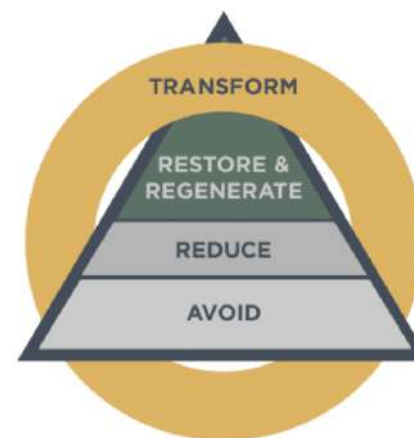 TRANSFORM
RESTORE &
REGENERATE
REDUCE
AVOID